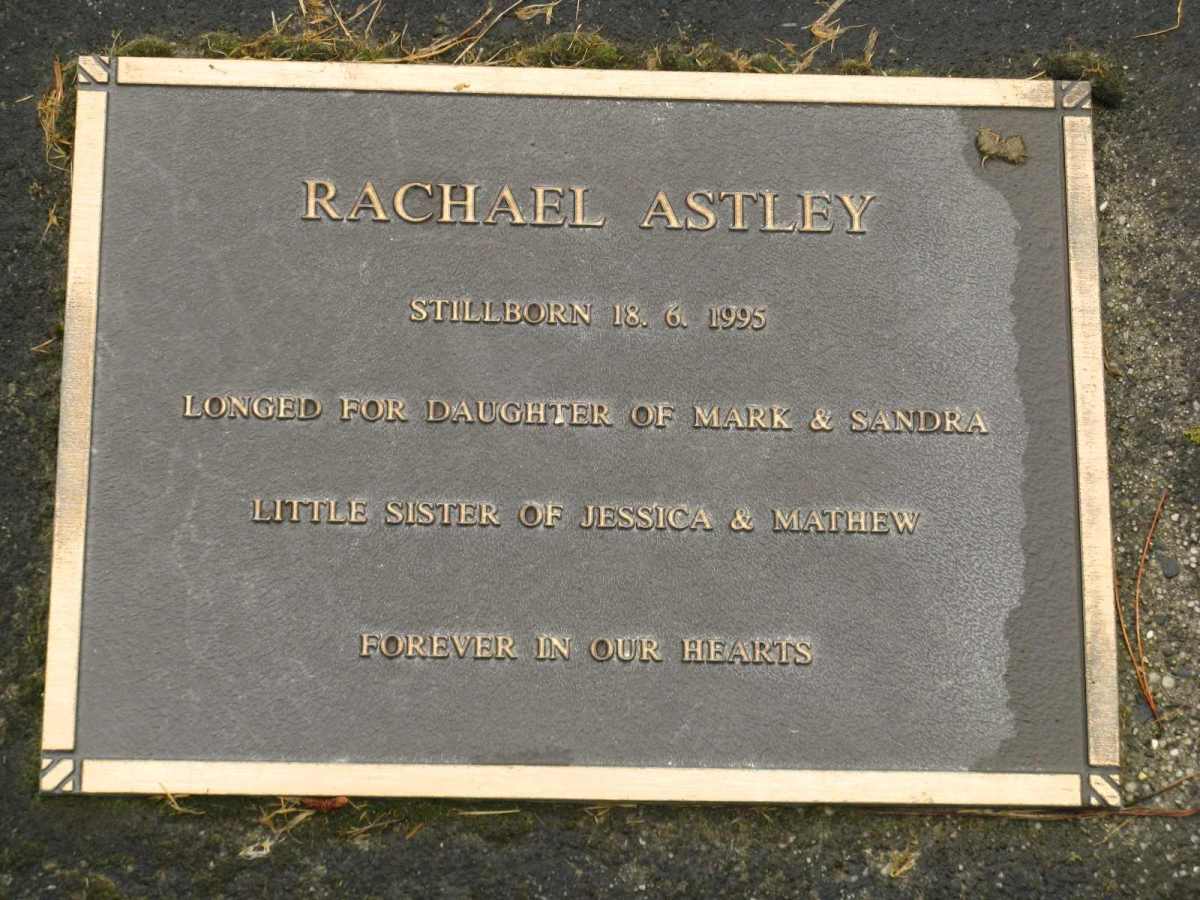 RACHAEL ASTLEY
STILLBORN 18. 6. 1995
LONGED FOR DAUGHTER OF MARK & SANDRA
LITTLE SISTER OF JESSICA & MATHEW
FOREVER IN OUR HEARTS